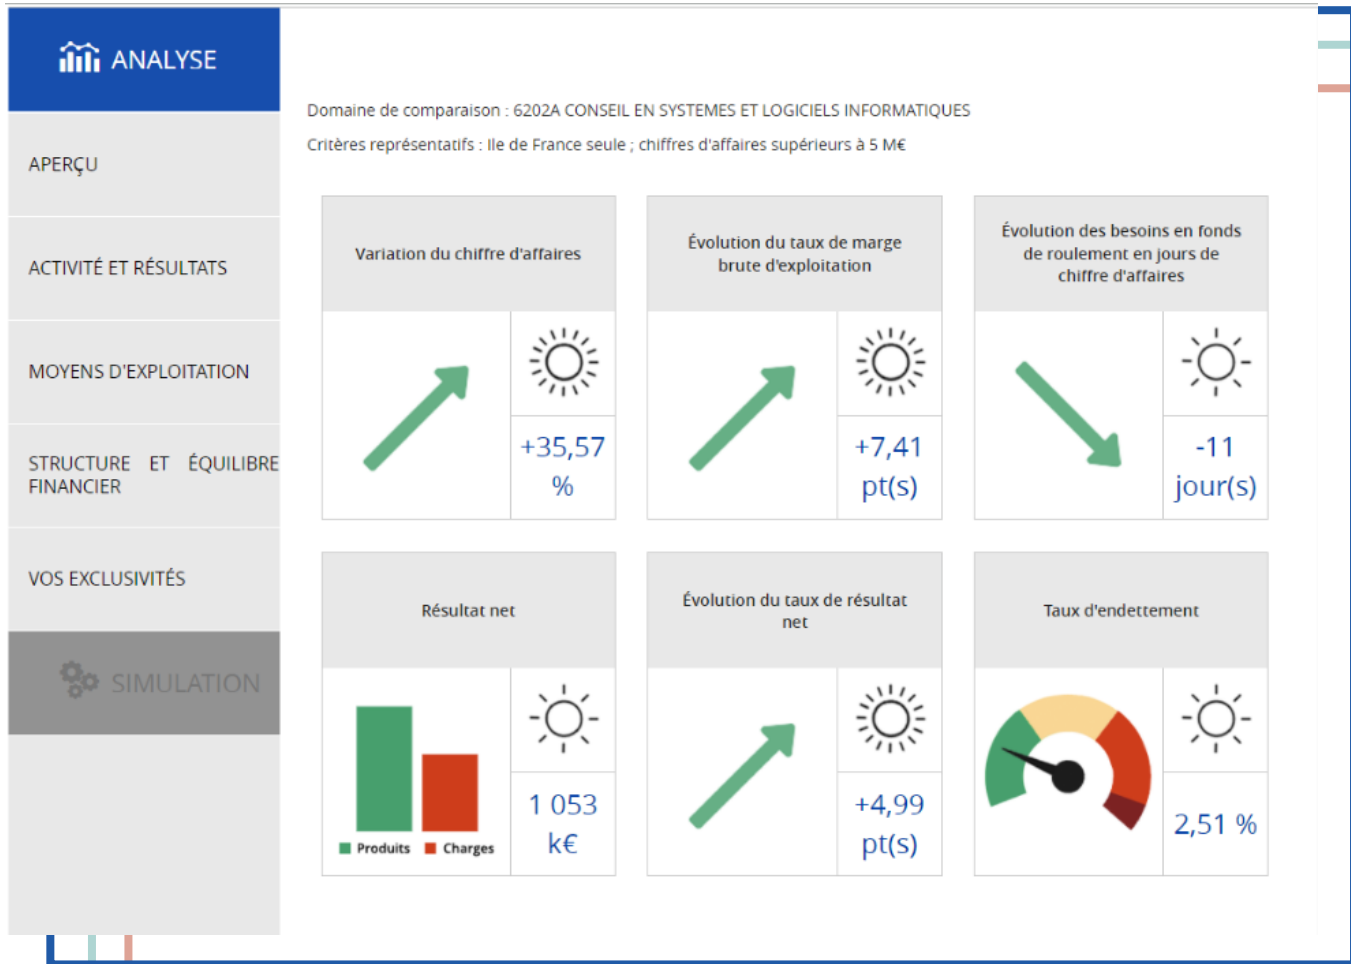 ANALYSE
APERÇU
ACTIVITÉ ET RÉSULTATS
MOYENS D'EXPLOITATION
STRUCTURE ET ÉQUILIBRE
FINANCIER
VOS EXCLUSIVITÉS
SIMULATION
Domaine de comparaison : 6202A CONSEIL EN SYSTEMES ET LOGICIELS INFORMATIQUES
Critères représentatifs : Ile de France seule ; chiffres d'affaires supérieurs à 5 M€
Variation du chiffre d'affaires
+35,57
%
Évolution du taux de marge
brute d'exploitation
+7,41
pt(s)
Évolution des besoins en fonds
de roulement en jours de
chiffre d'affaires
-11
jour(s)
Résultat net
Produits Charges
1 053
k€
Évolution du taux de résultat
net
+4,99
pt(s)
Taux d'endettement
2,51 %